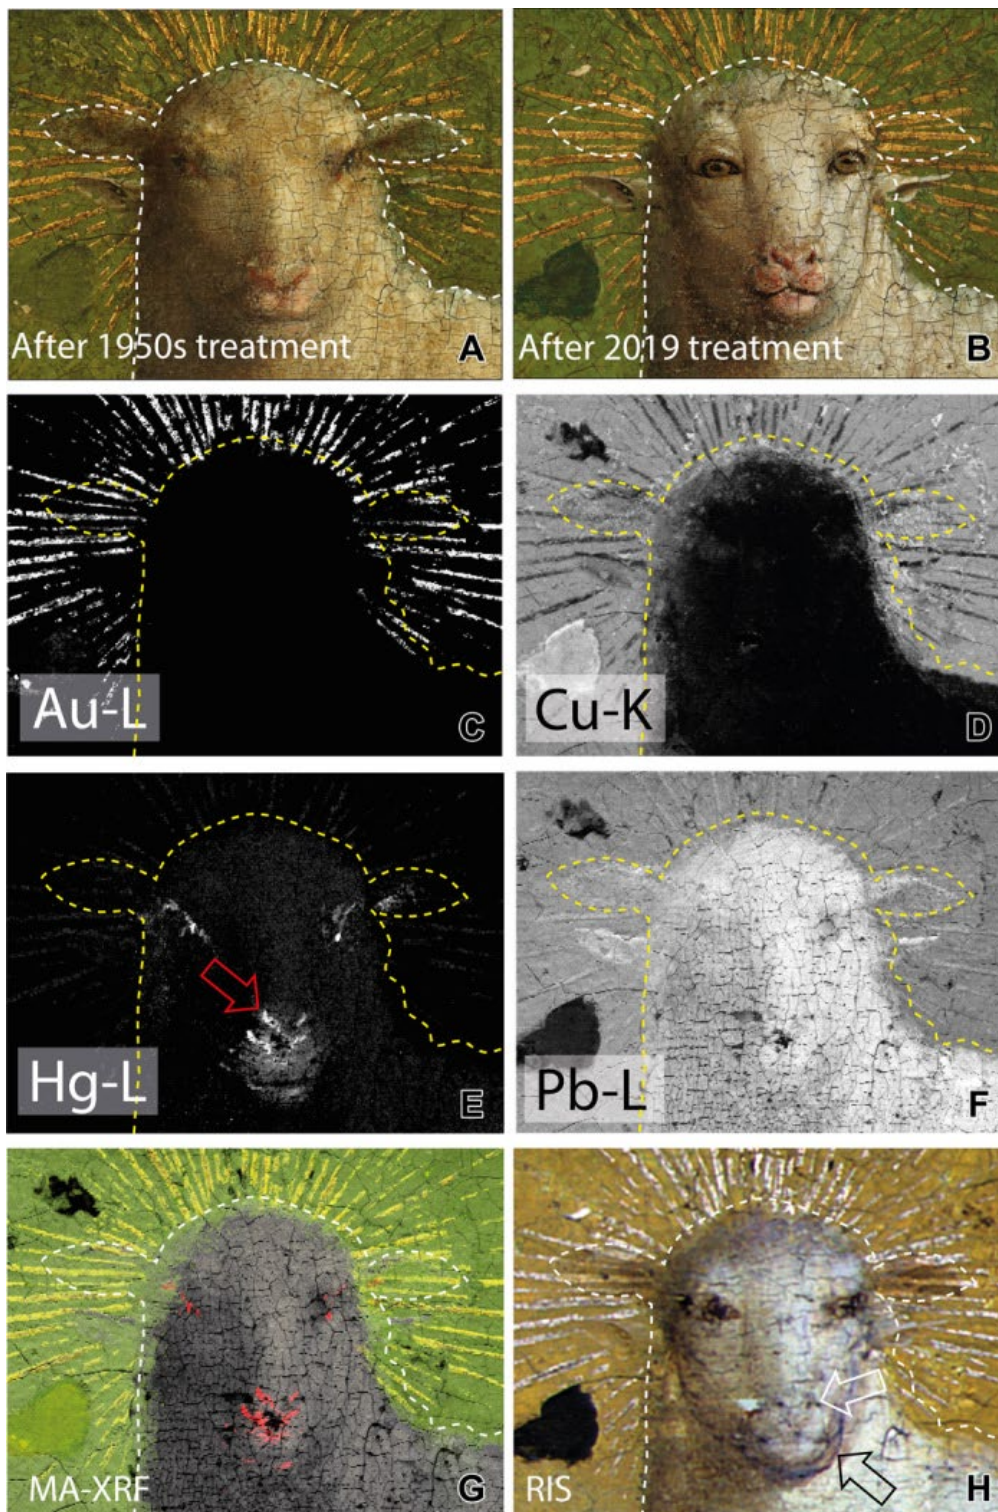 After 1950s treatment A
After 2019 treatment B
Au-L C
Cu-K D
Hg-L E
Pb-L F
MA-XRF G
RIS H